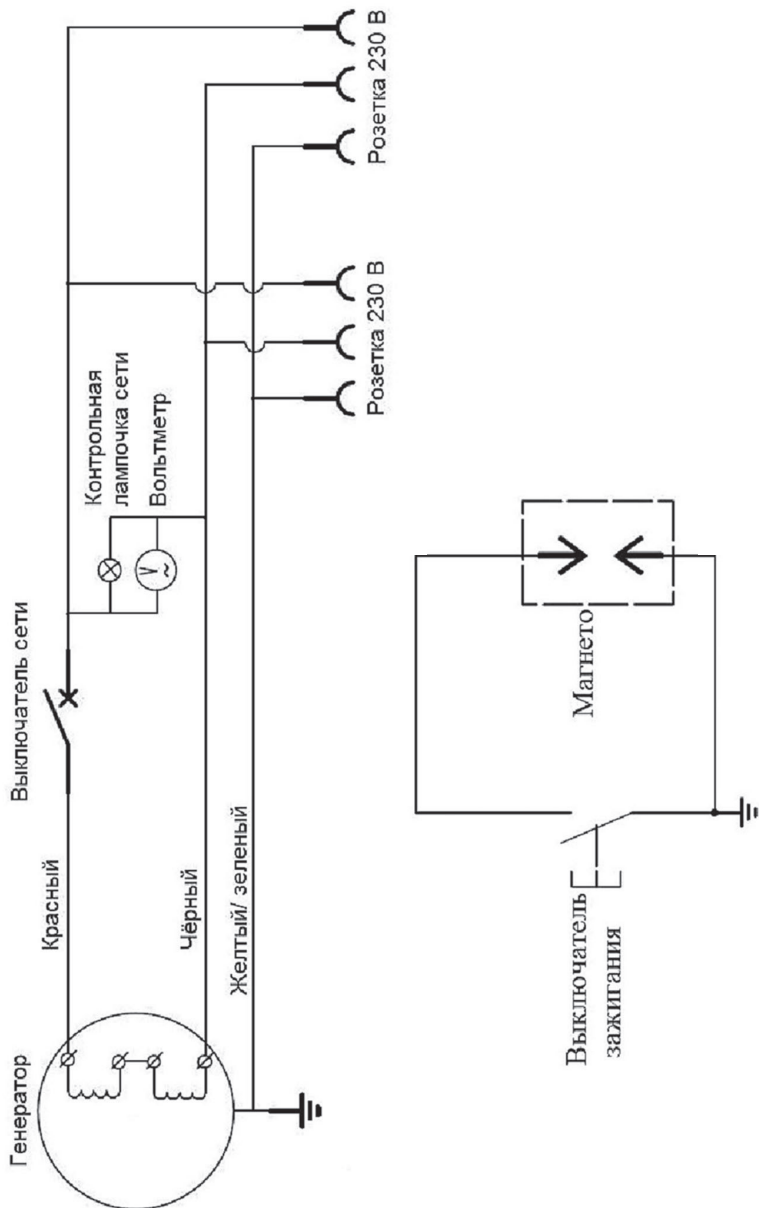 Генератор
Красный
Чёрный
Желтый/ зеленый
Выключатель сети
Контрольная
лампочка сети
Вольтметр
V
~
Розетка 230 В
Розетка 230 В
Выключатель
зажигания
Магнето